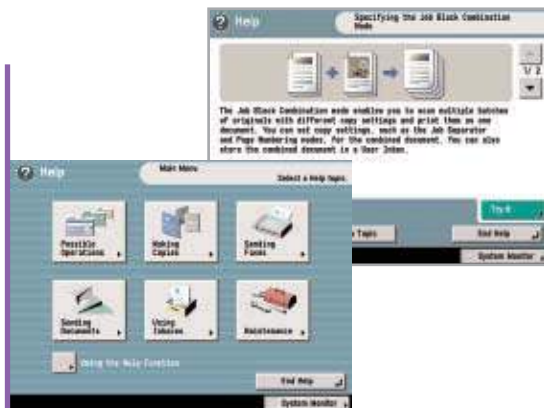 Help
Specifying the Job Block Combination
Mode
1/ 2
The Job Block Combination mode enables you to scan multiple batches
of originals with different copy settings and print them as one
document. You can set copy settings, such as the Job Separator
and Page Numbering modes, for the combined document. You can also
store the combined document in a User Inbox.
Try It
Topic
End Help
System Monitor
Help
Main Menu
Select a Help topic.
Possible
Operations
Making
Copies
Sending
Faxes
Sending
Documents
Using
Inboxes
Maintenance
Using the Help Function
End Help
System Monitor